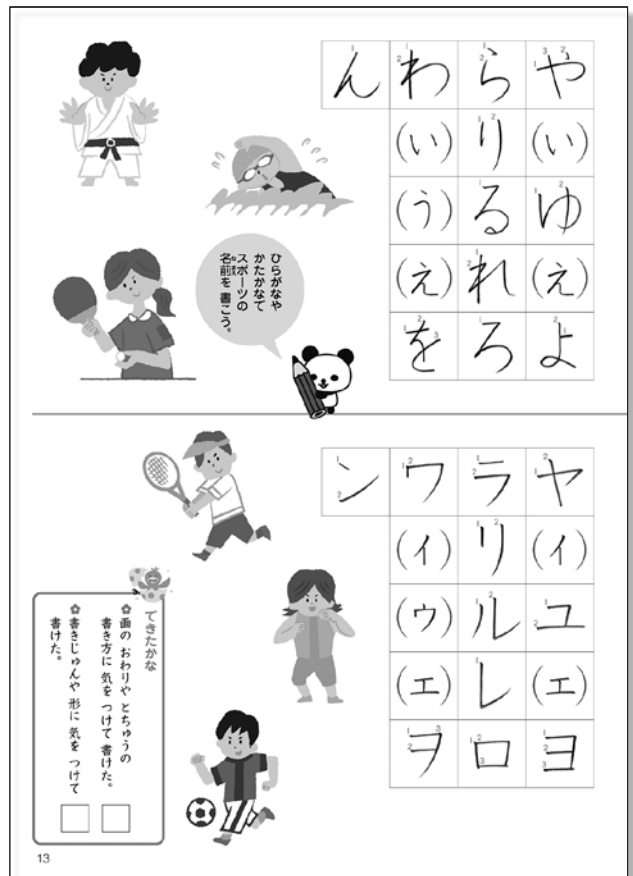 や(い)ゆ(え)よ
らりるれろ
わ(い)(う)(え)を
ん
ひらがなや
かたかなで
スポーツの
名前を 書こう。
ヤ(イ)ユ(エ)ヨ
ラリルレロ
ワ(イ)(ウ)(エ)ヲ
ン
できたかな
画の おわりや とちゅうの
書き方に 気を つけて 書けた。
書きじゅんや 形に 気を つけて
書けた。
13